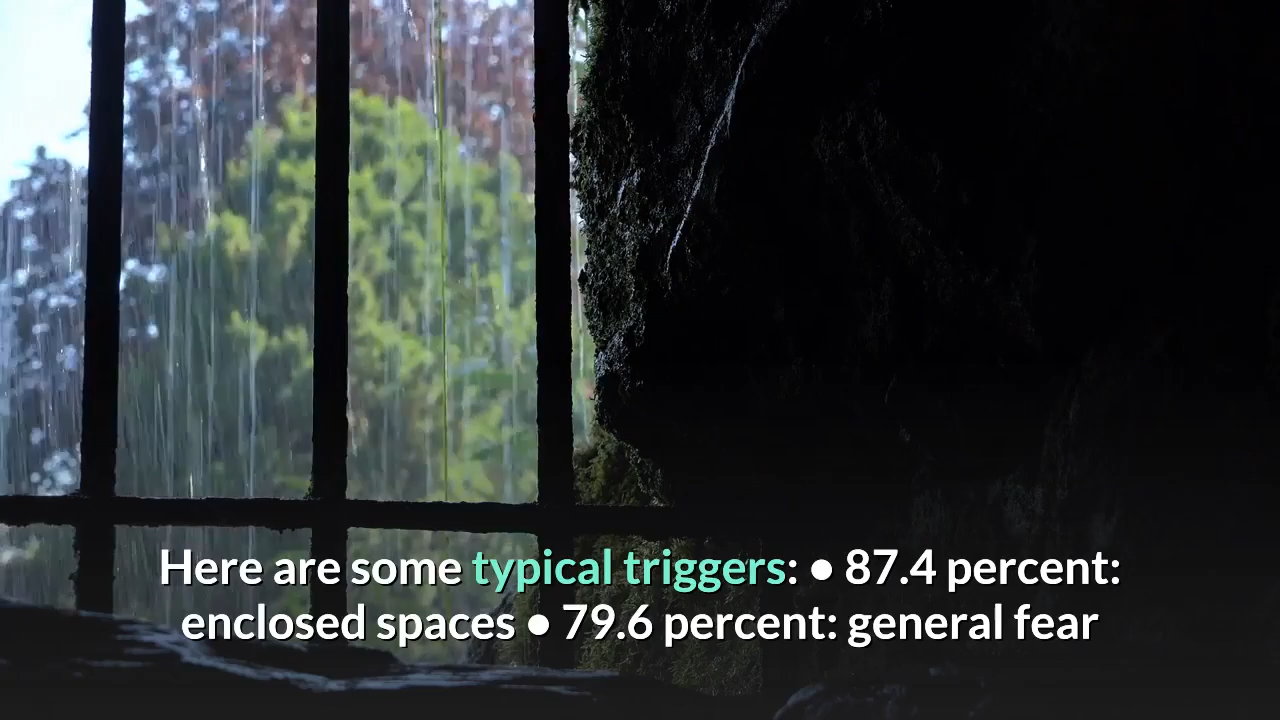 Here are some typical triggers: ● 87.4 percent:
enclosed spaces ● 79.6 percent: general fear